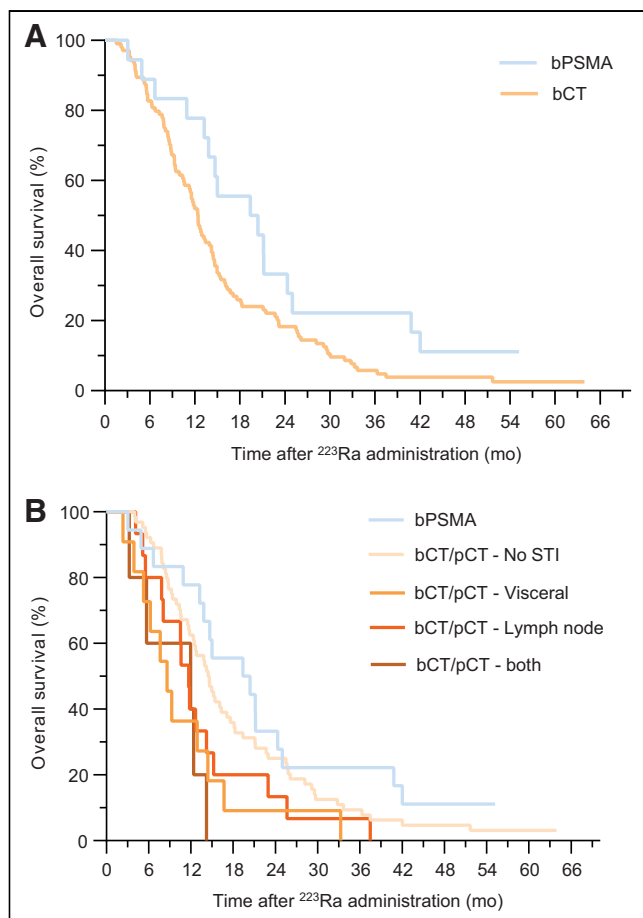 A
100
80
60
40
20
0
Overall survival (%)
bPSMA
bCT
0 6 12 18 24 30 36 42 48 54 60 66
Time after ²²³Ra administration (mo)
B
100
80
60
40
20
0
Overall survival (%)
bPSMA
bCT/pCT - No STI
bCT/pCT - Visceral
bCT/pCT - Lymph node
bCT/pCT - both
0 6 12 18 24 30 36 42 48 54 60 66
Time after ²²³Ra administration (mo)